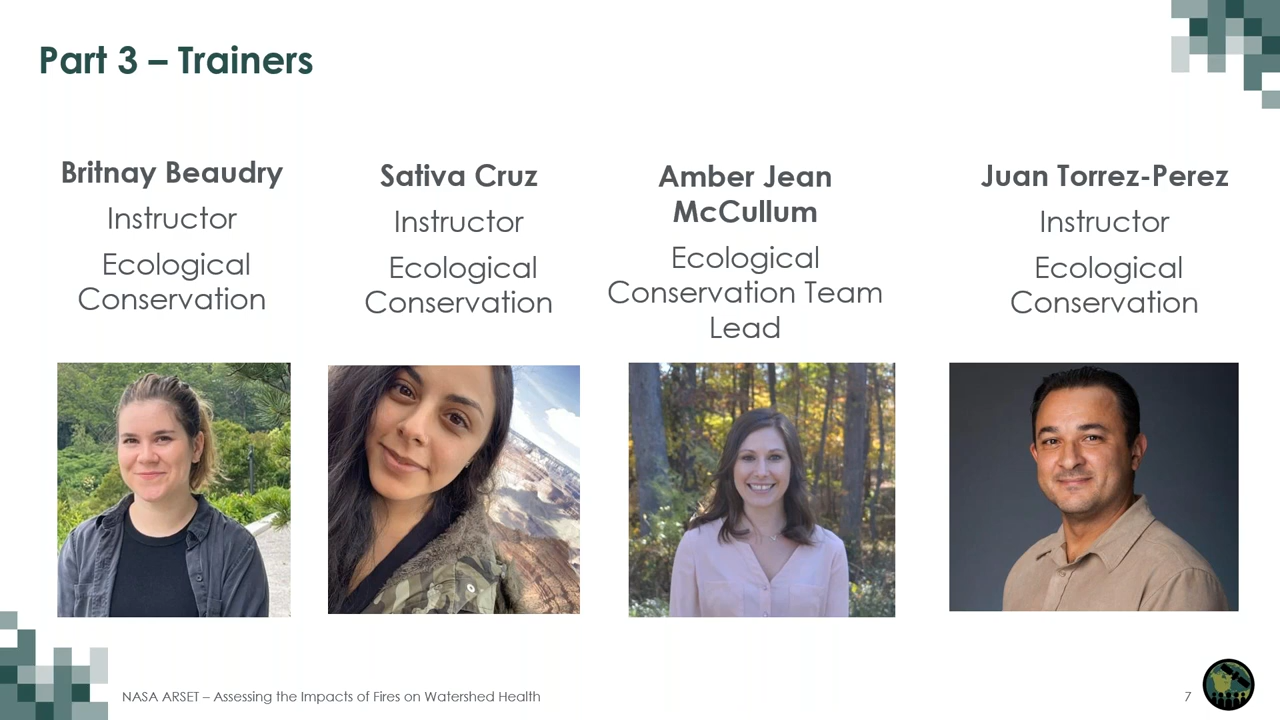 Part 3 – Trainers
Britnay Beaudry
Instructor
Ecological
Conservation
Sativa Cruz
Instructor
Ecological
Conservation
Amber Jean
McCullum
Ecological
Conservation Team
Lead
Juan Torrez-Perez
Instructor
Ecological
Conservation
NASA ARSET – Assessing the Impacts of Fires on Watershed Health
7